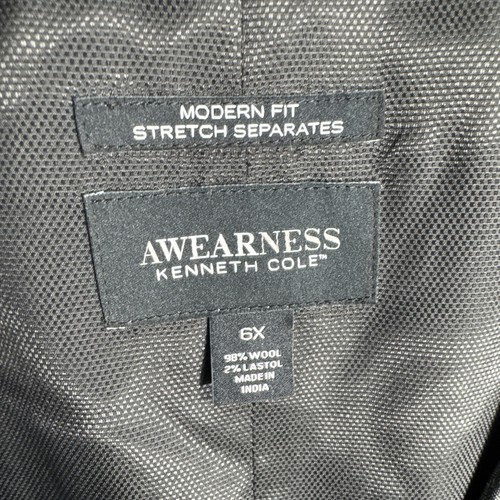 MODERN FIT
STRETCH SEPARATES
AWEARNESS
KENNETH COLE™
6X
98% WOOL
2% LASTOL
MADE IN
INDIA